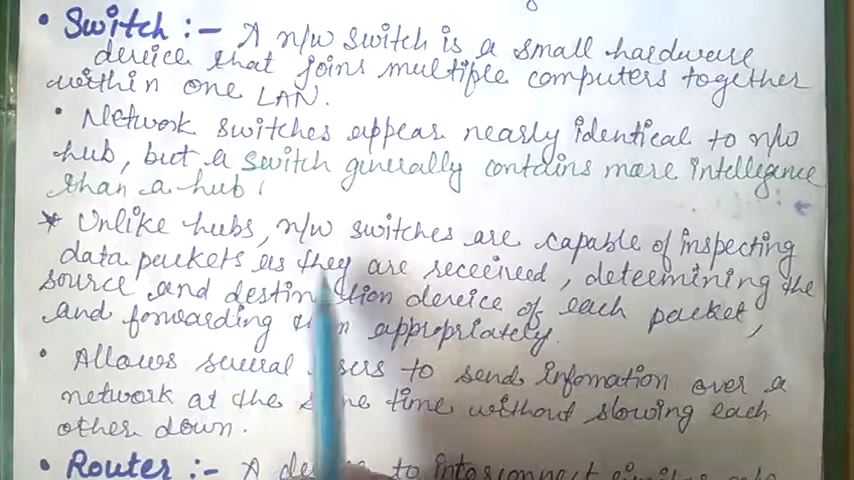 • Switch :- A n/w switch is a small hardware
device that joins multiple computers together
within one LAN.
• Network switches appear nearly identical to n/w
hub, but a switch generally contains more intelligence
than a hub!
* Unlike hubs, n/w switches are capable of inspecting
data packets as they are received, determining the
source and destination device of each packet,
and forwarding appropriately.
• Allows several users to send infomation over a
network at the same time without slowing each
other down.
• Router :- A to interconnect